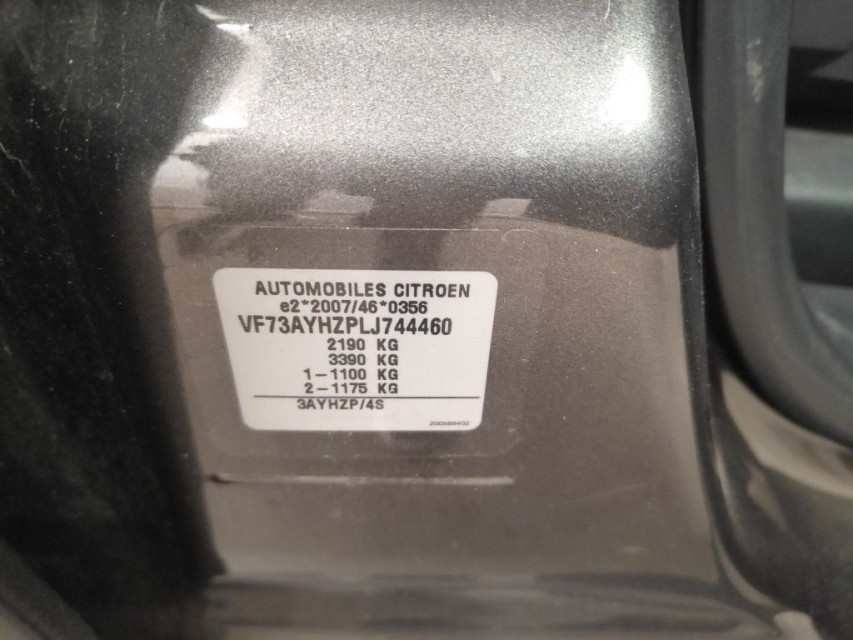 AUTOMOBILES CITROEN
e2*2007/46*0356
VF73AYHZPLJ744460
2190 KG
3390 KG
1-1100 KG
2-1175 KG
3AYHZP/4S